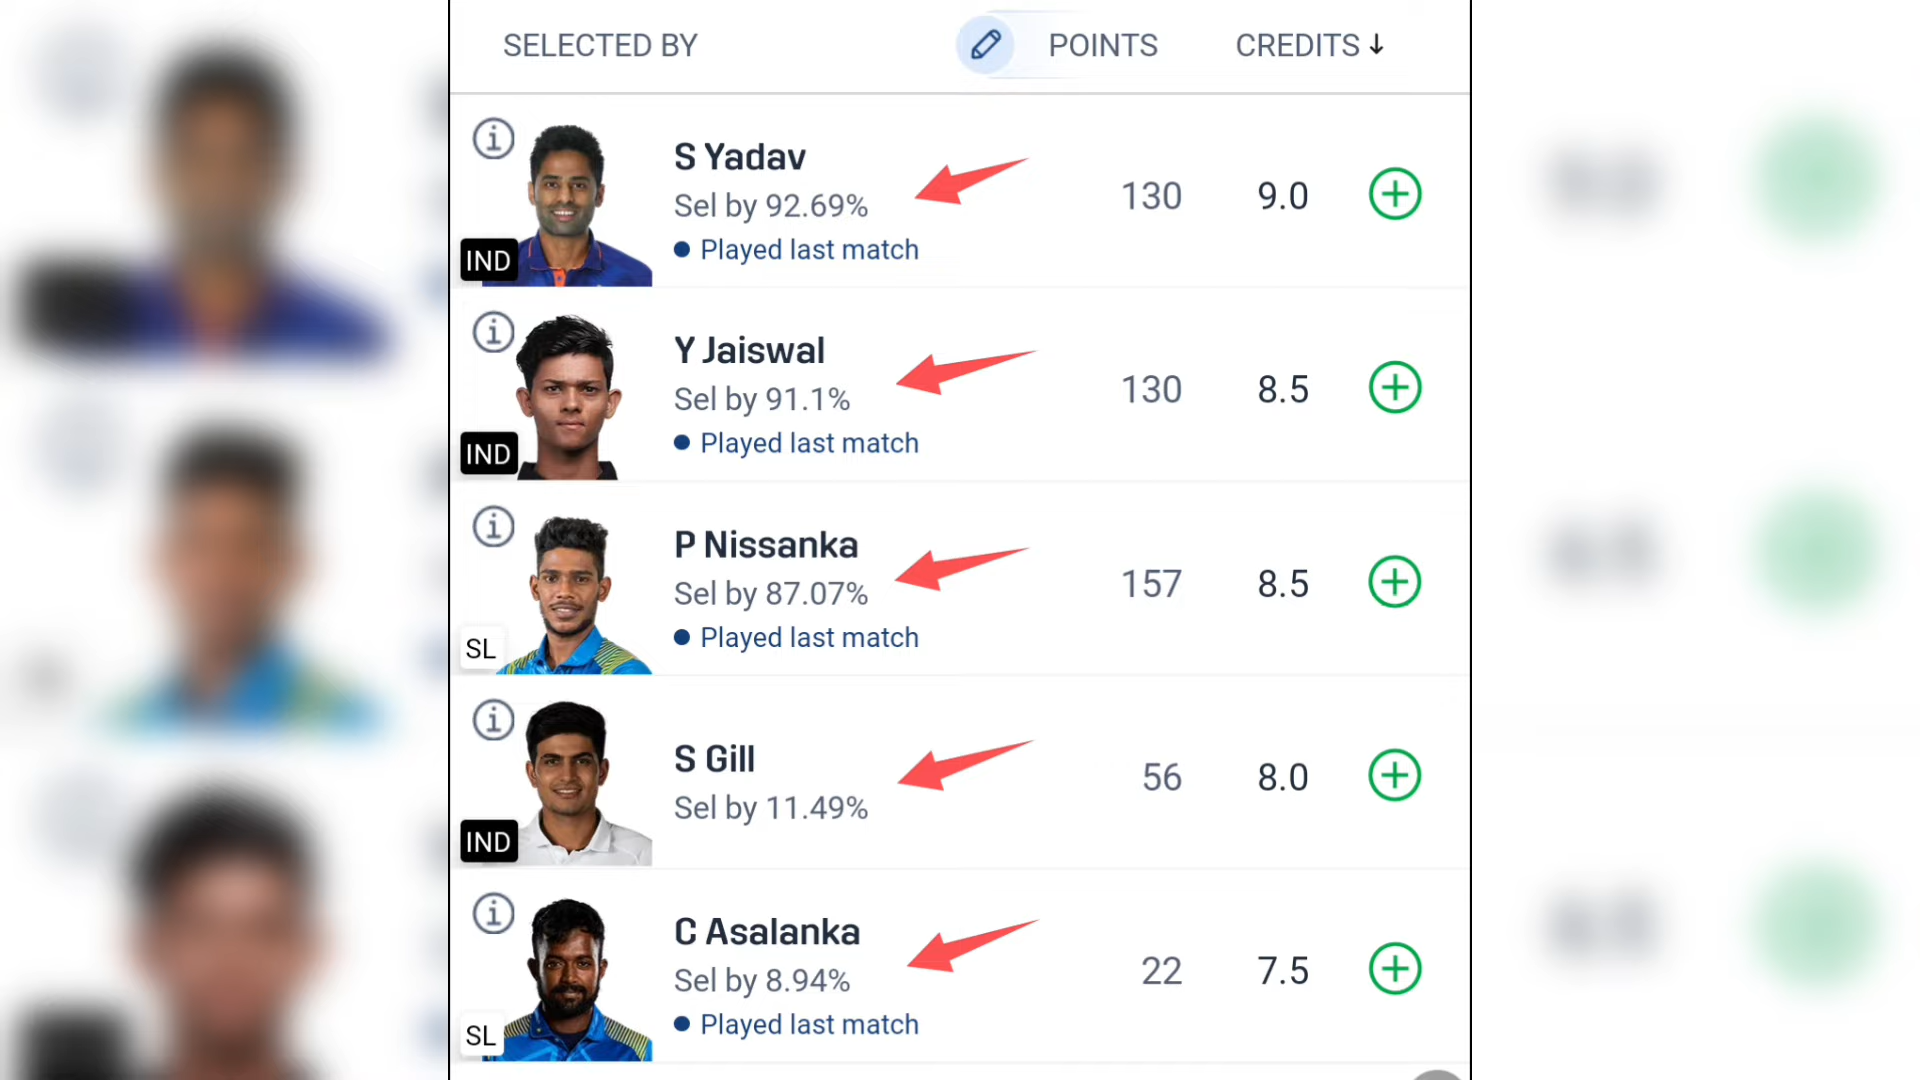 SELECTED BY POINTS CREDITS ↓
S Yadav
Sel by 92.69% 130 9.0
Played last match
IND
Y Jaiswal
Sel by 91.1% 130 8.5
Played last match
IND
P Nissanka
Sel by 87.07% 157 8.5
Played last match
SL
S Gill
Sel by 11.49% 56 8.0
IND
C Asalanka
Sel by 8.94% 22 7.5
Played last match
SL